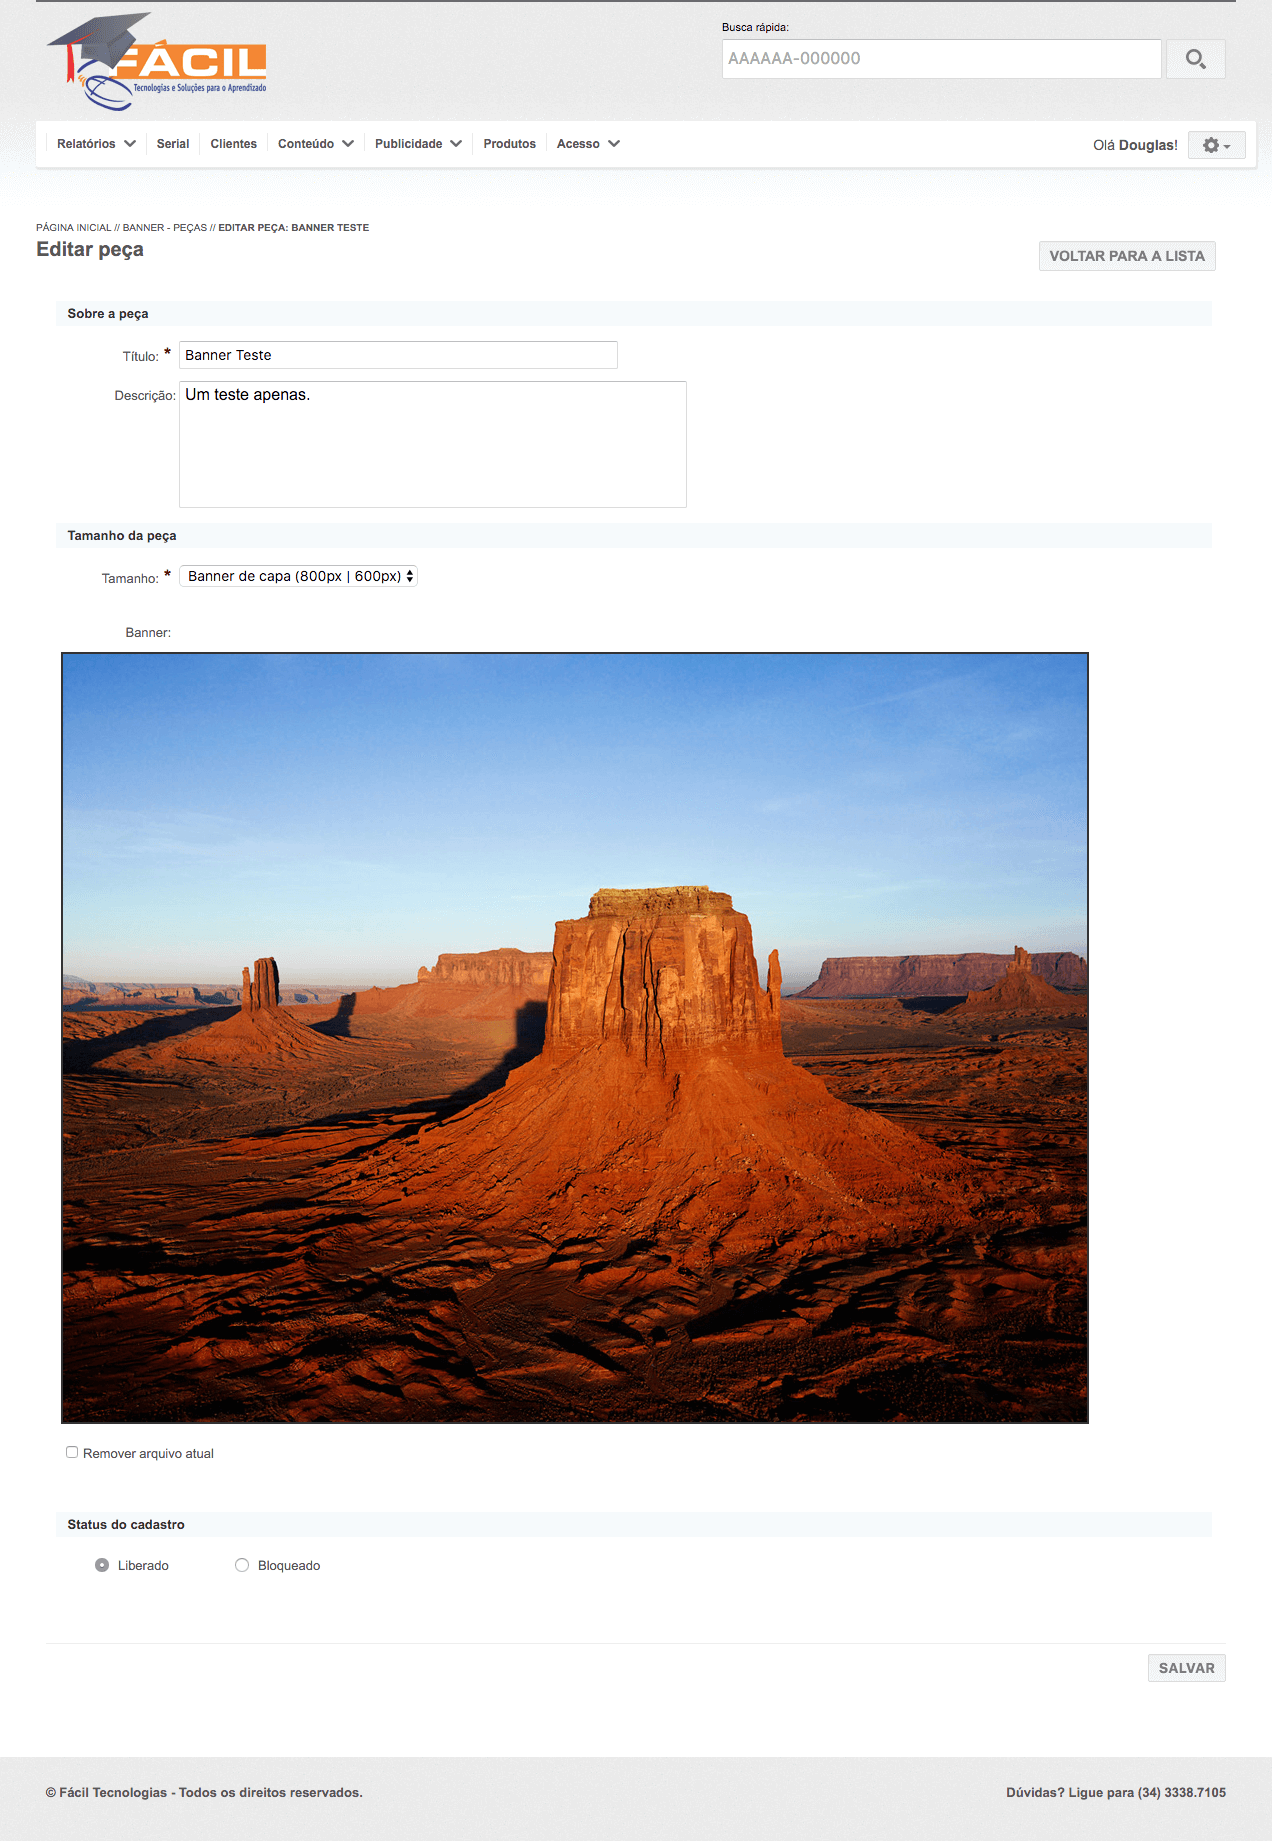 FÁCIL
Tecnologias e Soluções para o Aprendizado
Busca rápida:
AAAAAA-000000
Relatórios Serial Clientes Conteúdo Publicidade Produtos Acesso
Olá Douglas!
PÁGINA INICIAL // BANNER - PEÇAS // EDITAR PEÇA: BANNER TESTE
Editar peça
VOLTAR PARA A LISTA
Sobre a peça
Título: * Banner Teste
Descrição: Um teste apenas.
Tamanho da peça
Tamanho: * Banner de capa (800px | 600px)
Banner:
Remover arquivo atual
Status do cadastro
Liberado Bloqueado
SALVAR
© Fácil Tecnologias - Todos os direitos reservados. Dúvidas? Ligue para (34) 3338.7105